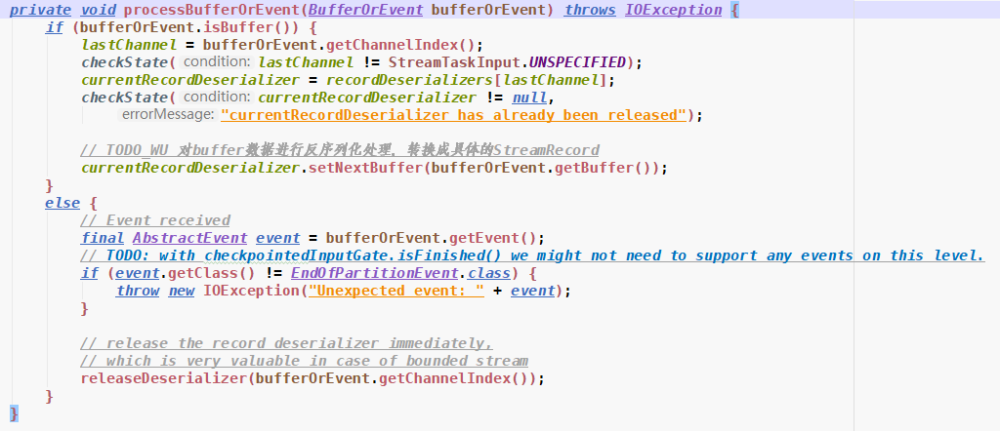 private void processBufferOrEvent(BufferOrEvent bufferOrEvent) throws IOException {
if (bufferOrEvent.isBuffer()) {
lastChannel = bufferOrEvent.getChannelIndex();
checkState( condition: lastChannel != StreamTaskInput.UNSPECIFIED);
currentRecordDeserializer = recordDeserializers[lastChannel];
checkState( condition: currentRecordDeserializer != null,
errorMessage: "currentRecordDeserializer has already been released");
// TODO_WU 对buffer数据进行反序列化处理，转换成具体的StreamRecord
currentRecordDeserializer.setNextBuffer(bufferOrEvent.getBuffer());
}
else {
// Event received
final AbstractEvent event = bufferOrEvent.getEvent();
// TODO: with checkpointedInputGate.isFinished() we might not need to support any events on this level.
if (event.getClass() != EndOfPartitionEvent.class) {
throw new IOException("Unexpected event: " + event);
}
// release the record deserializer immediately,
// which is very valuable in case of bounded stream
releaseDeserializer(bufferOrEvent.getChannelIndex());
}
}